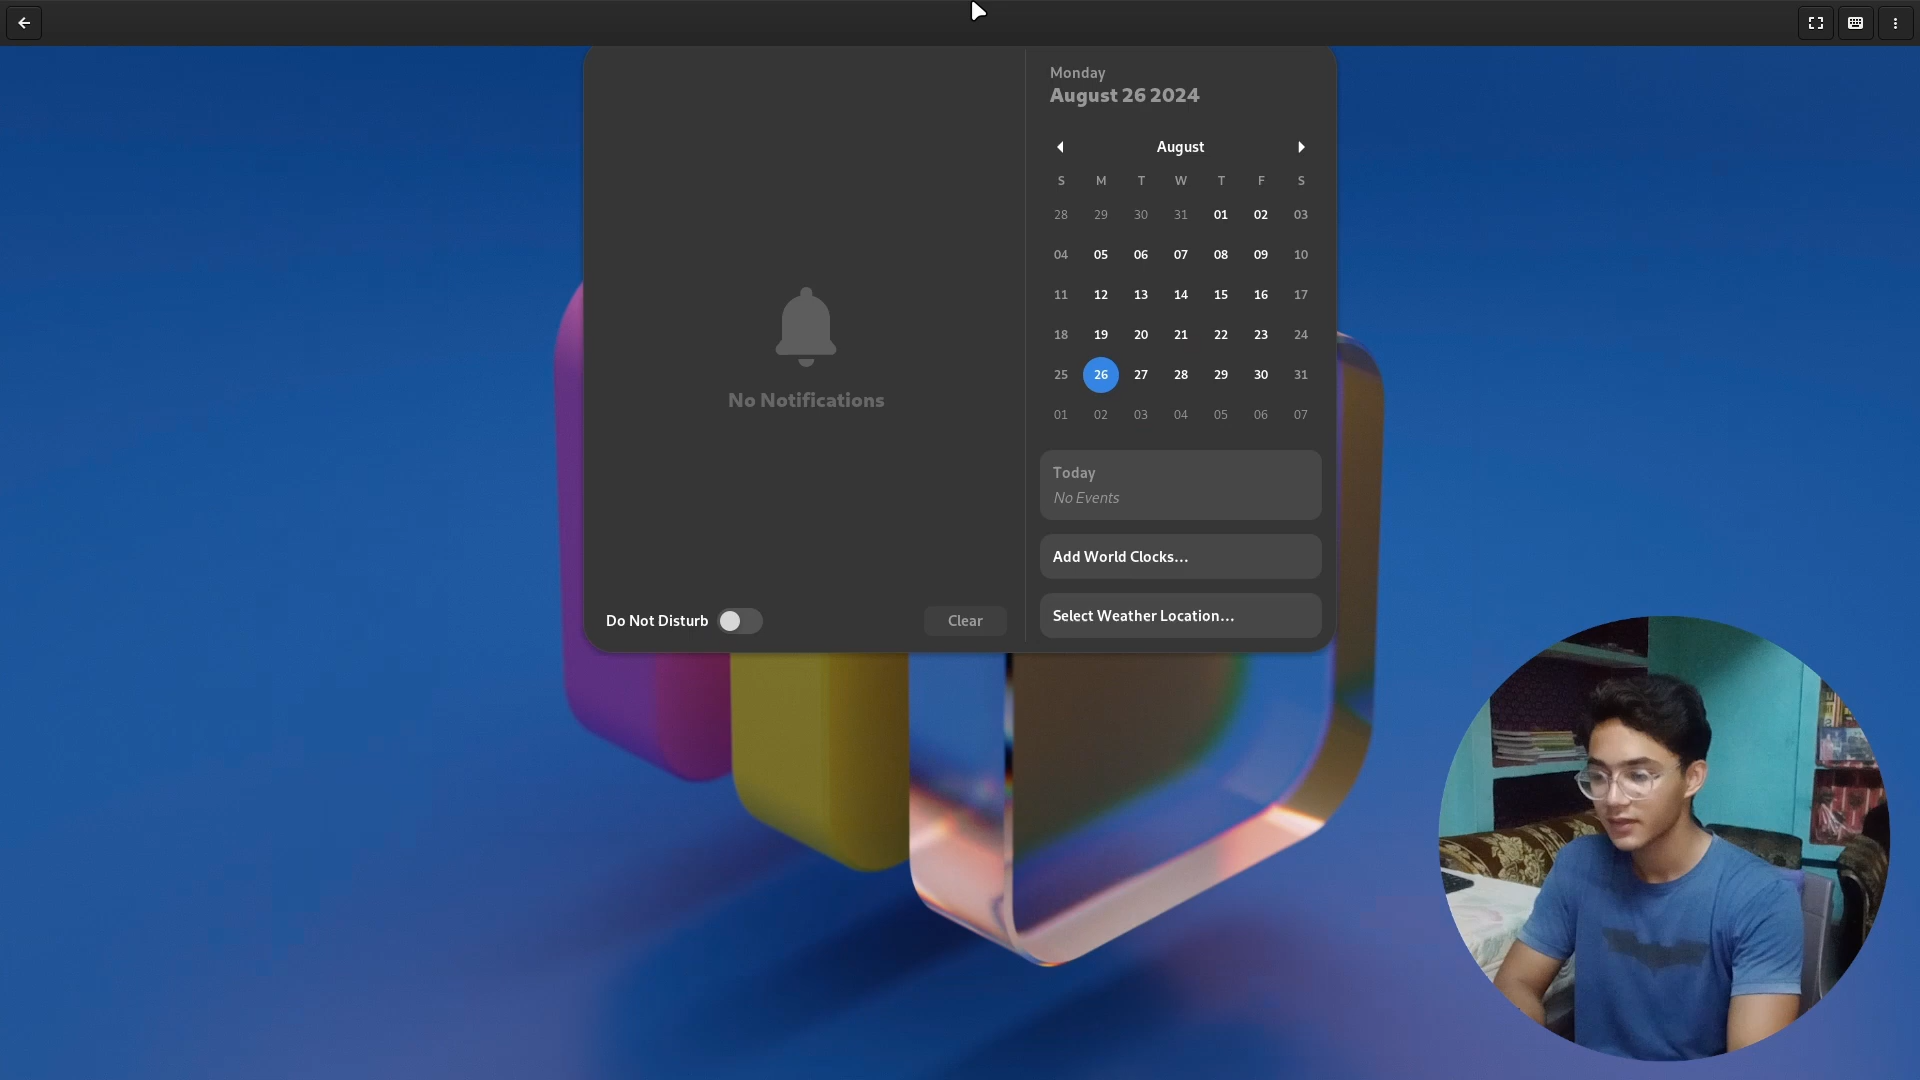 Monday
August 26 2024
August
S M T W T F S
28 29 30 31 01 02 03
04 05 06 07 08 09 10
11 12 13 14 15 16 17
18 19 20 21 22 23 24
25 26 27 28 29 30 31
01 02 03 04 05 06 07
No Notifications
Today
No Events
Add World Clocks...
Select Weather Location...
Do Not Disturb
Clear